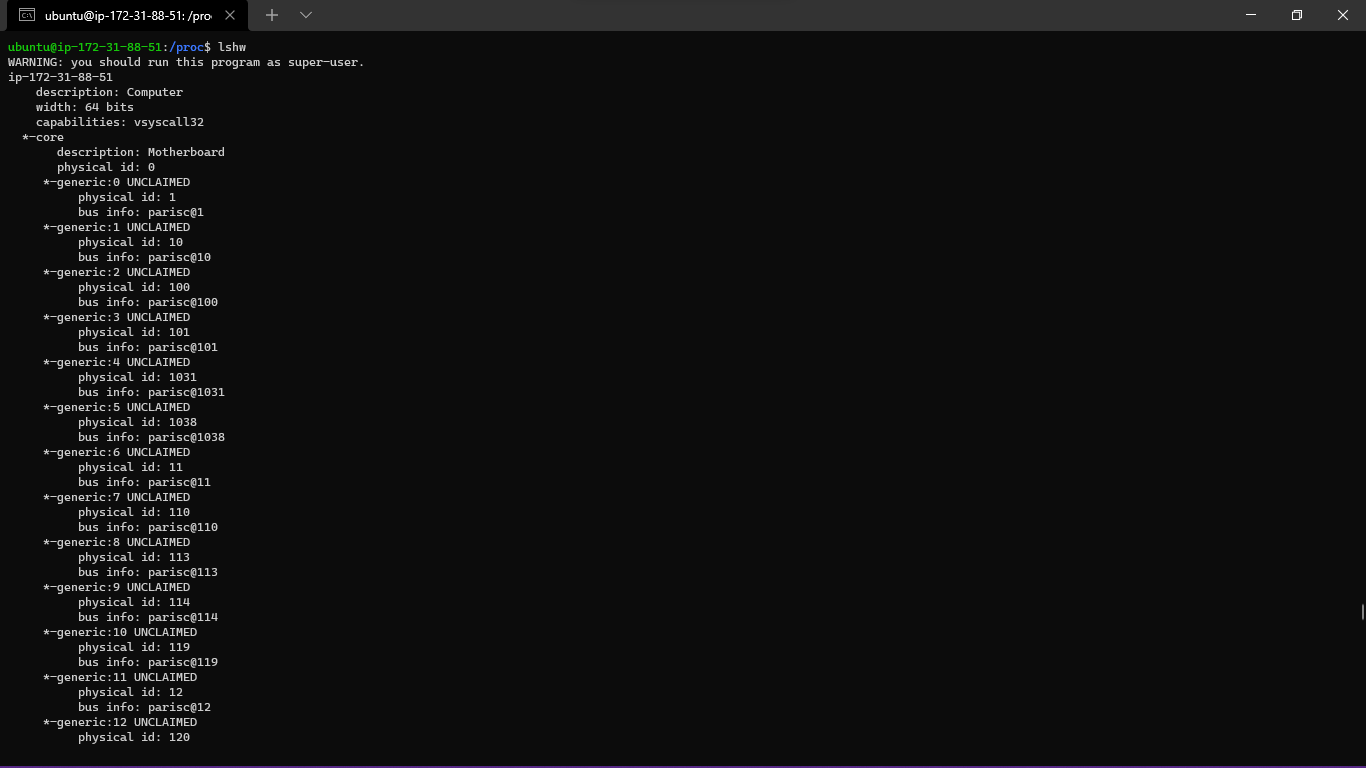 ubuntu@ip-172-31-88-51: /pro
ubuntu@ip-172-31-88-51:/proc$ lshw
WARNING: you should run this program as super-user.
ip-172-31-88-51
    description: Computer
    width: 64 bits
    capabilities: vsyscall32
  *-core
       description: Motherboard
       physical id: 0
     *-generic:0 UNCLAIMED
          physical id: 1
          bus info: parisc@1
     *-generic:1 UNCLAIMED
          physical id: 10
          bus info: parisc@10
     *-generic:2 UNCLAIMED
          physical id: 100
          bus info: parisc@100
     *-generic:3 UNCLAIMED
          physical id: 101
          bus info: parisc@101
     *-generic:4 UNCLAIMED
          physical id: 1031
          bus info: parisc@1031
     *-generic:5 UNCLAIMED
          physical id: 1038
          bus info: parisc@1038
     *-generic:6 UNCLAIMED
          physical id: 11
          bus info: parisc@11
     *-generic:7 UNCLAIMED
          physical id: 110
          bus info: parisc@110
     *-generic:8 UNCLAIMED
          physical id: 113
          bus info: parisc@113
     *-generic:9 UNCLAIMED
          physical id: 114
          bus info: parisc@114
     *-generic:10 UNCLAIMED
          physical id: 119
          bus info: parisc@119
     *-generic:11 UNCLAIMED
          physical id: 12
          bus info: parisc@12
     *-generic:12 UNCLAIMED
          physical id: 120